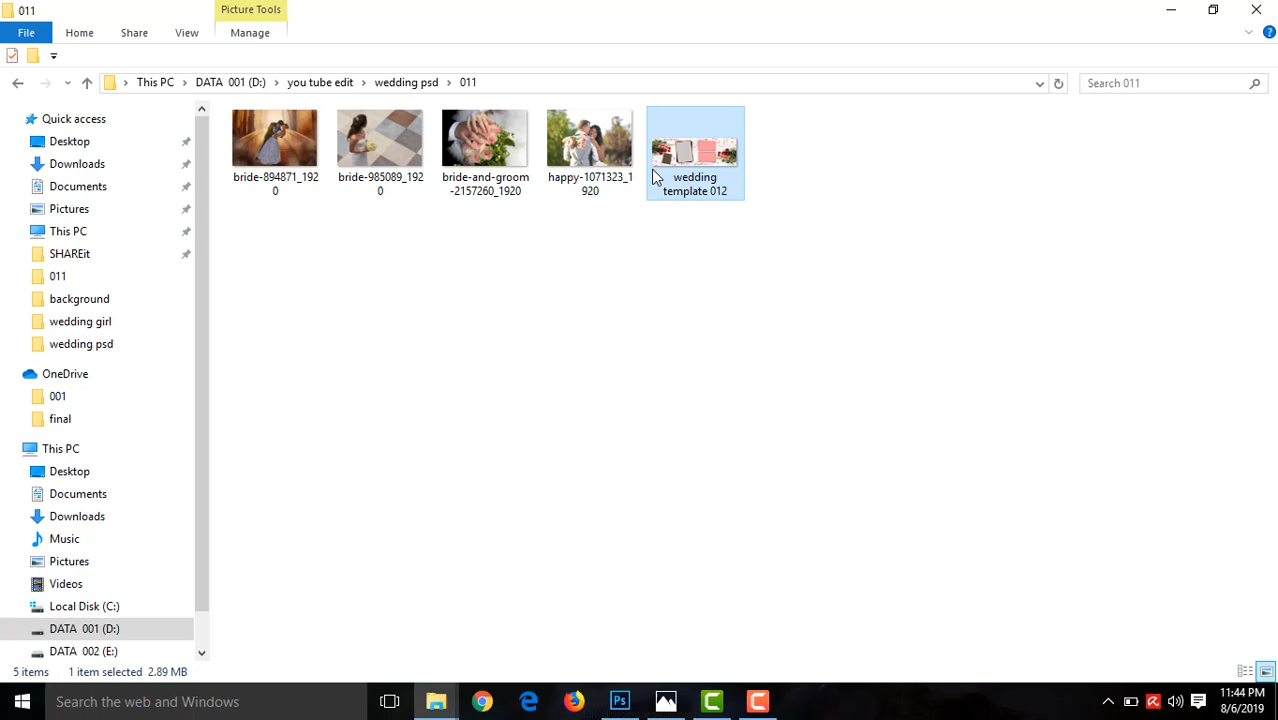 011
Picture Tools
File
Home
Share
View
Manage
This PC
DATA 001 (D:)
you tube edit
wedding psd
011
Search 011
Quick access
Desktop
Downloads
Documents
Pictures
This PC
SHAREit
011
background
wedding girl
wedding psd
OneDrive
001
final
This PC
Desktop
Documents
Downloads
Music
Pictures
Videos
Local Disk (C:)
DATA 001 (D:)
DATA 002 (E:)
bride-894871_192
0
bride-985089_192
0
bride-and-groom
-2157260_1920
happy-1071323_1
920
wedding
template 012
5 items
1 item selected 2.89 MB
Search the web and Windows
Ps
11:44 PM
8/6/2019